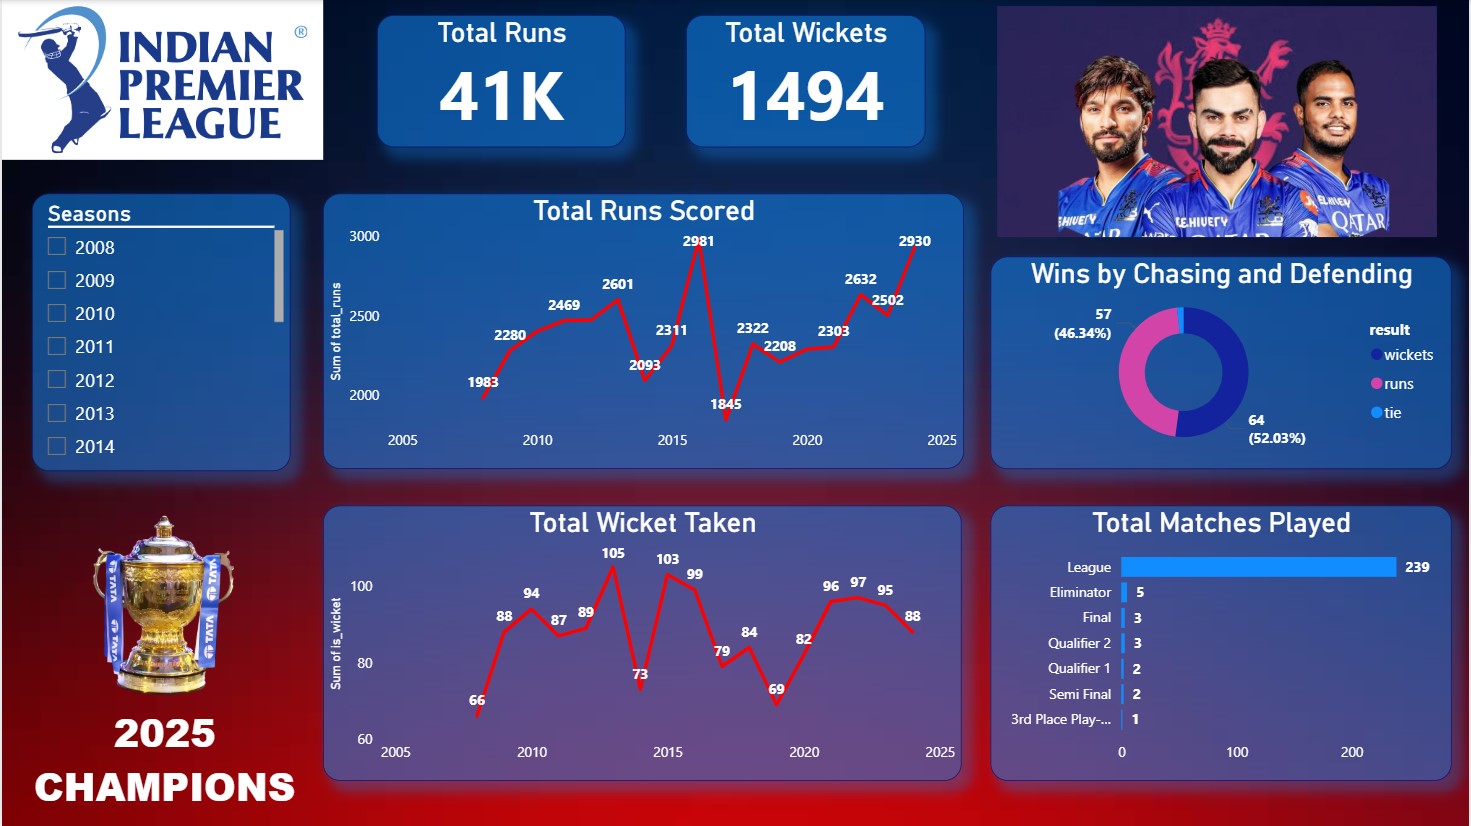 INDIAN
PREMIER
LEAGUE
®
Total Runs
41K
Total Wickets
1494
Seasons
2008
2009
2010
2011
2012
2013
2014
Total Runs Scored
Sum of total_runs
3000
2500
2000
1983
2280
2469
2601
2093
2311
2981
1845
2322
2208
2303
2632
2502
2930
2005
2010
2015
2020
2025
QATAR
QATAR
Wins by Chasing and Defending
57
(46.34%)
64
(52.03%)
result
wickets
runs
tie
TATA
TATA
2025
CHAMPIONS
Total Wicket Taken
Sum of is_wicket
100
80
60
66
88
94
87
89
105
73
103
99
79
84
69
82
96
97
95
88
2005
2010
2015
2020
2025
Total Matches Played
League 239
Eliminator 5
Final 3
Qualifier 2 3
Qualifier 1 2
Semi Final 2
3rd Place Play-... 1
0
100
200